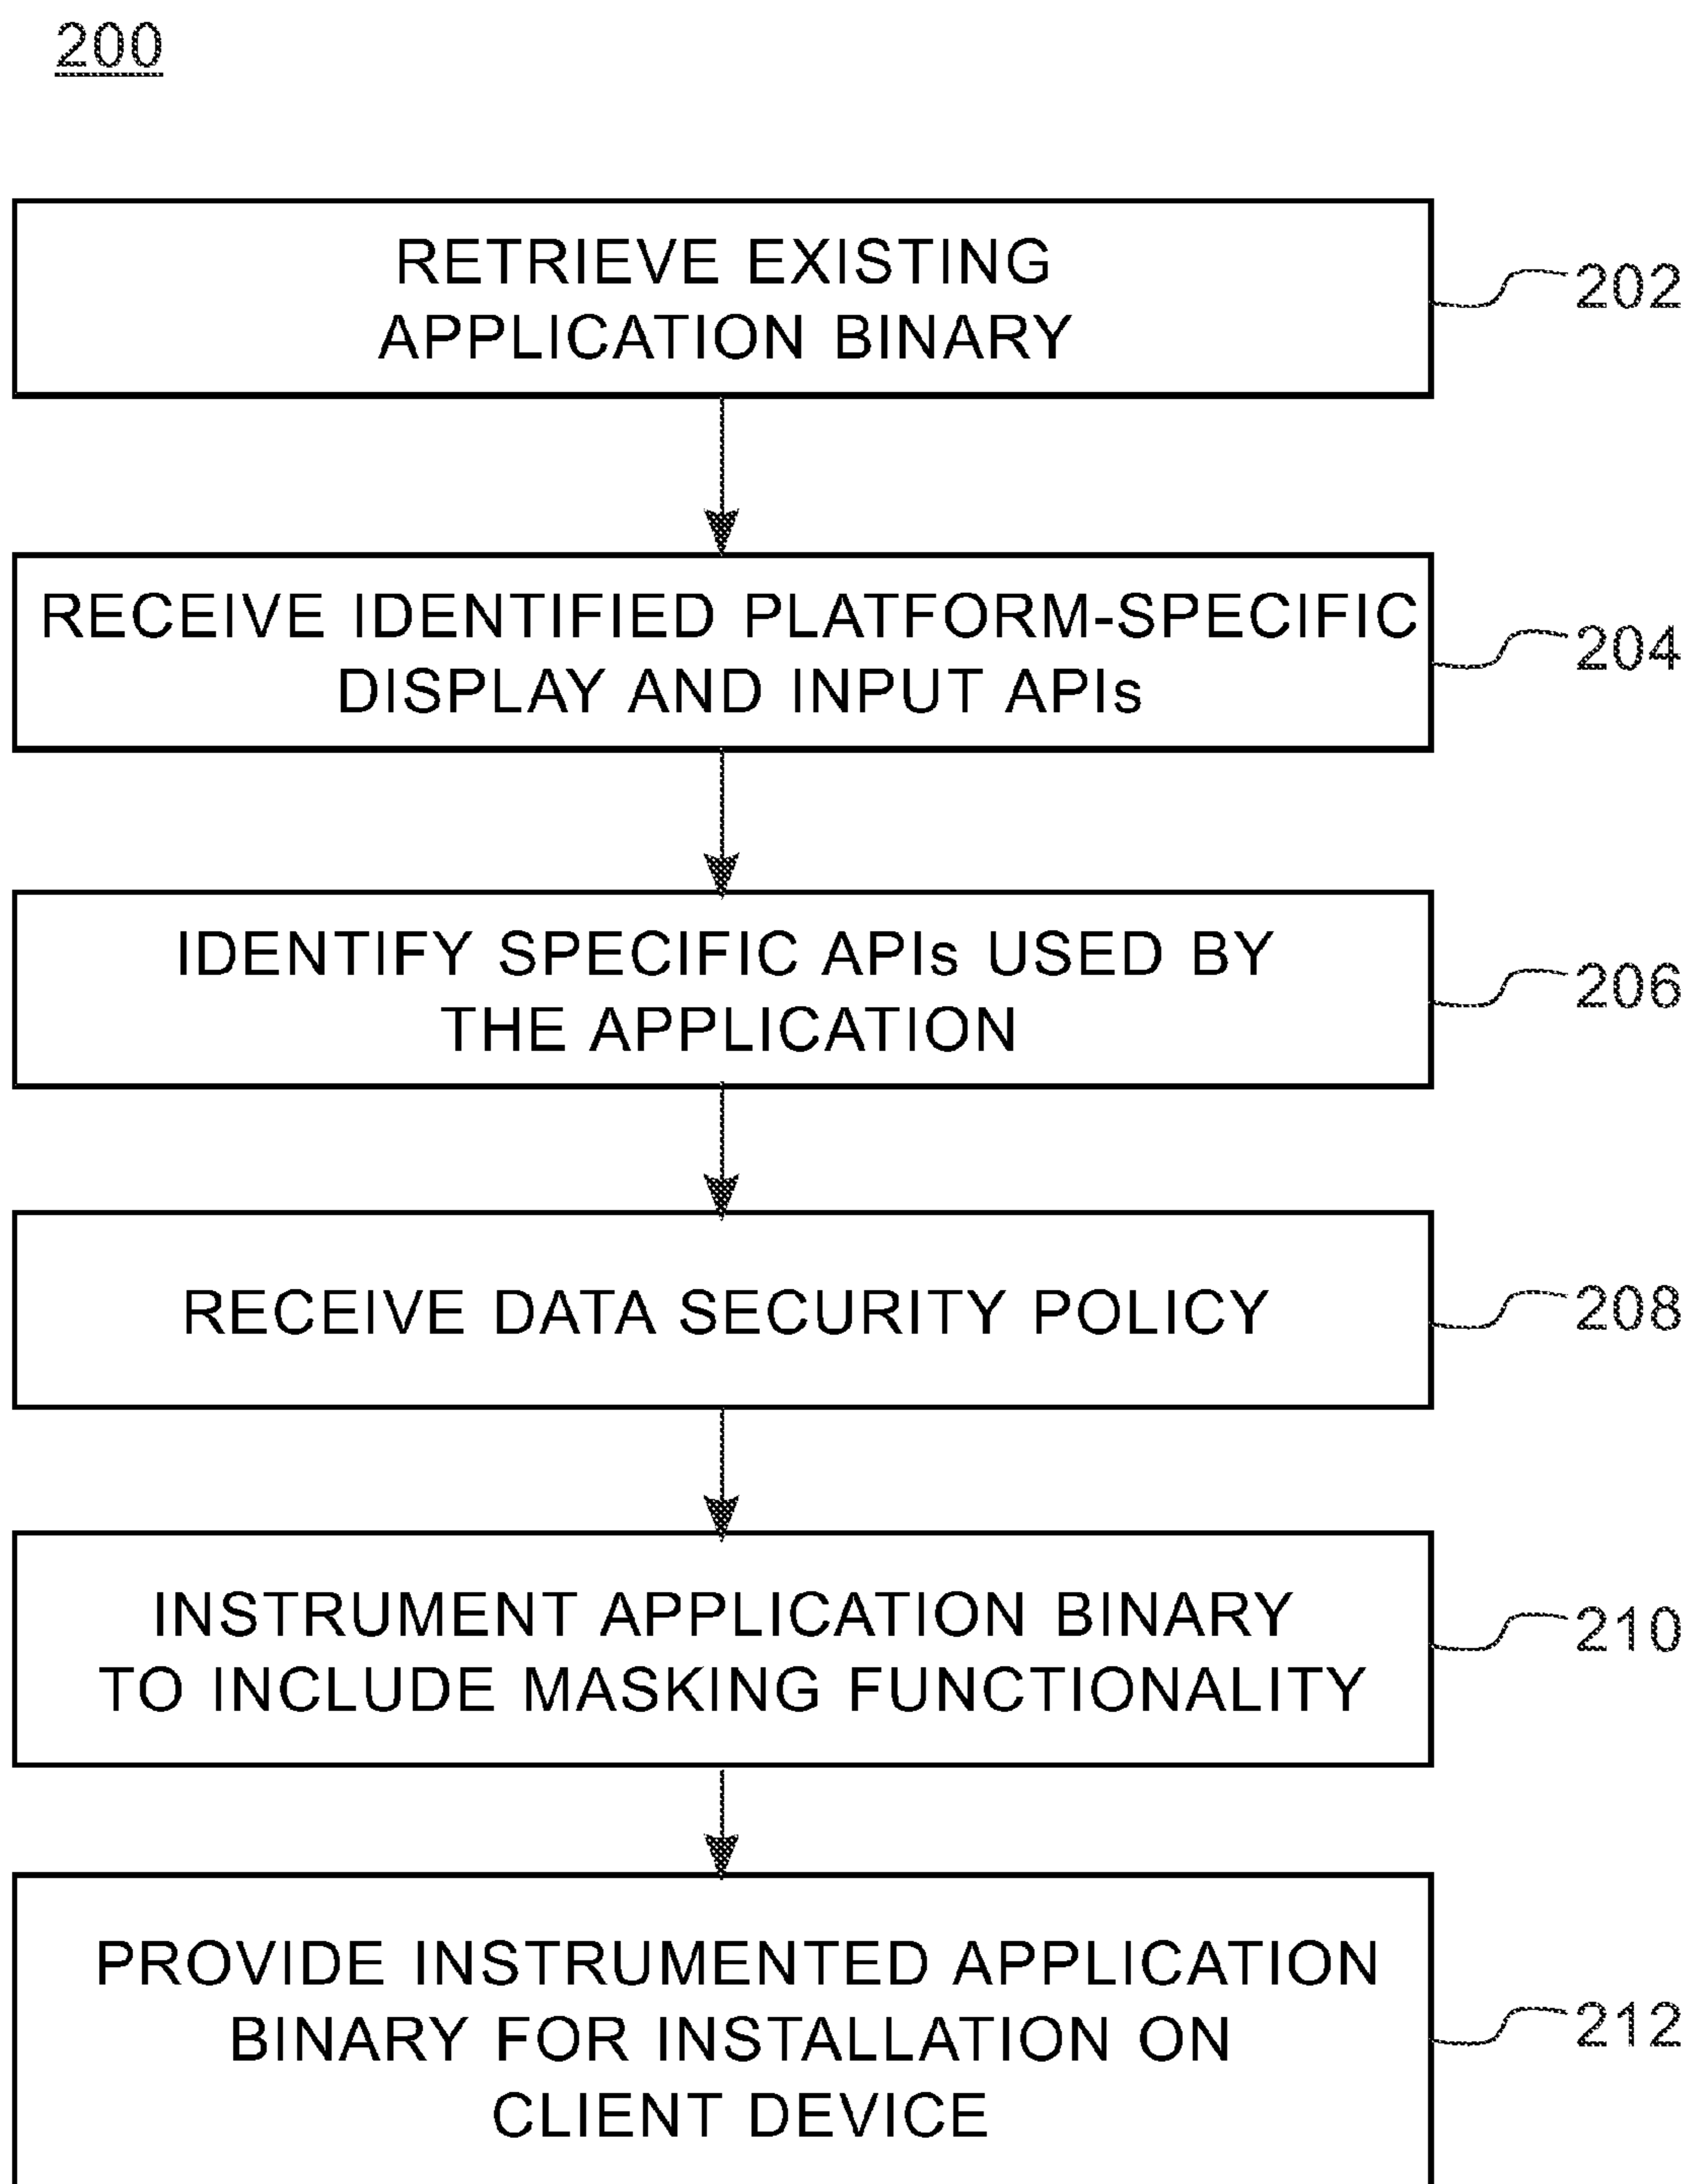 200
RETRIEVE EXISTING
APPLICATION BINARY
202
RECEIVE IDENTIFIED PLATFORM-SPECIFIC
DISPLAY AND INPUT APIs
204
IDENTIFY SPECIFIC APIs USED BY
THE APPLICATION
206
RECEIVE DATA SECURITY POLICY
208
INSTRUMENT APPLICATION BINARY
TO INCLUDE MASKING FUNCTIONALITY
210
PROVIDE INSTRUMENTED APPLICATION
BINARY FOR INSTALLATION ON
CLIENT DEVICE
212